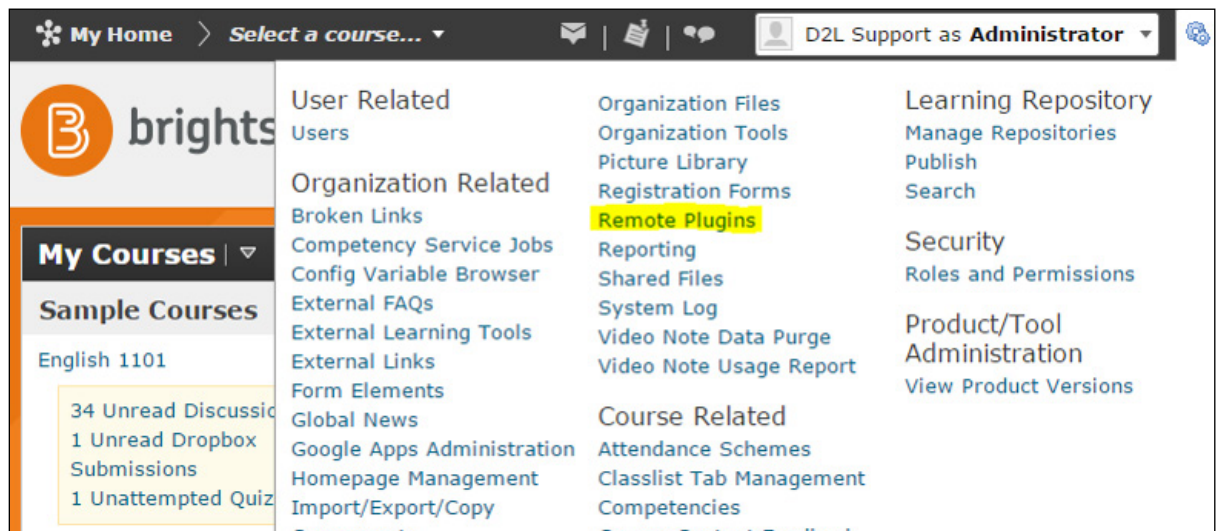 My Home Select a course...
D2L Support as Administrator
brights
My Courses
Sample Courses
English 1101
34 Unread Discussio
1 Unread Dropbox
Submissions
1 Unattempted Quiz
User Related
Users
Organization Related
Broken Links
Competency Service Jobs
Config Variable Browser
External FAQs
External Learning Tools
External Links
Form Elements
Global News
Google Apps Administration
Homepage Management
Import/Export/Copy
Organization Files
Organization Tools
Picture Library
Registration Forms
Remote Plugins
Reporting
Shared Files
System Log
Video Note Data Purge
Video Note Usage Report
Course Related
Attendance Schemes
Classlist Tab Management
Competencies
Learning Repository
Manage Repositories
Publish
Search
Security
Roles and Permissions
Product/Tool
Administration
View Product Versions